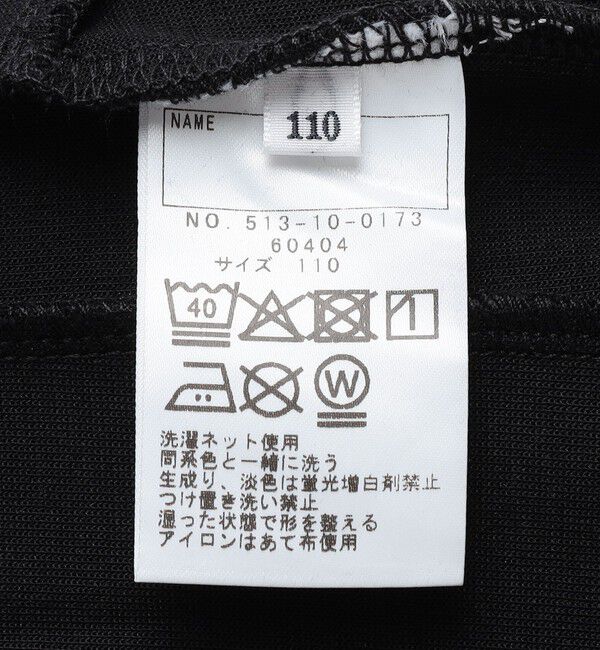 110
NAME
NO. 513-10-0173
60404
サイズ 110
40
W
洗濯ネット使用
同系色と一緒に洗う
生成り、淡色は蛍光増白剤禁止
つけ置き洗い禁止
湿った状態で形を整える
アイロンはあて布使用